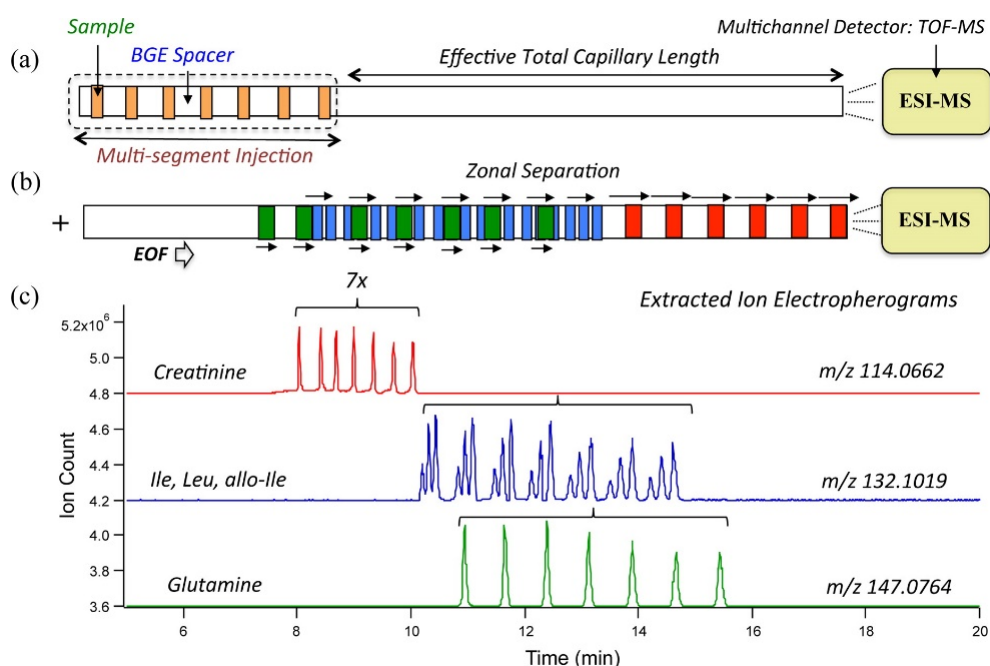 (a)
Sample
BGE Spacer
Effective Total Capillary Length
Multichannel Detector: TOF-MS
ESI-MS
Multi-segment Injection
(b)
Zonal Separation
+
EOF
ESI-MS
(c)
7x
Extracted Ion Electropherograms
5.2x10⁶
5.0
4.8
4.6
4.4
4.2
4.0
3.8
3.6
Ion Count
Creatinine
m/z 114.0662
Ile, Leu, allo-Ile
m/z 132.1019
Glutamine
m/z 147.0764
6 8 10 12 14 16 18 20
Time (min)